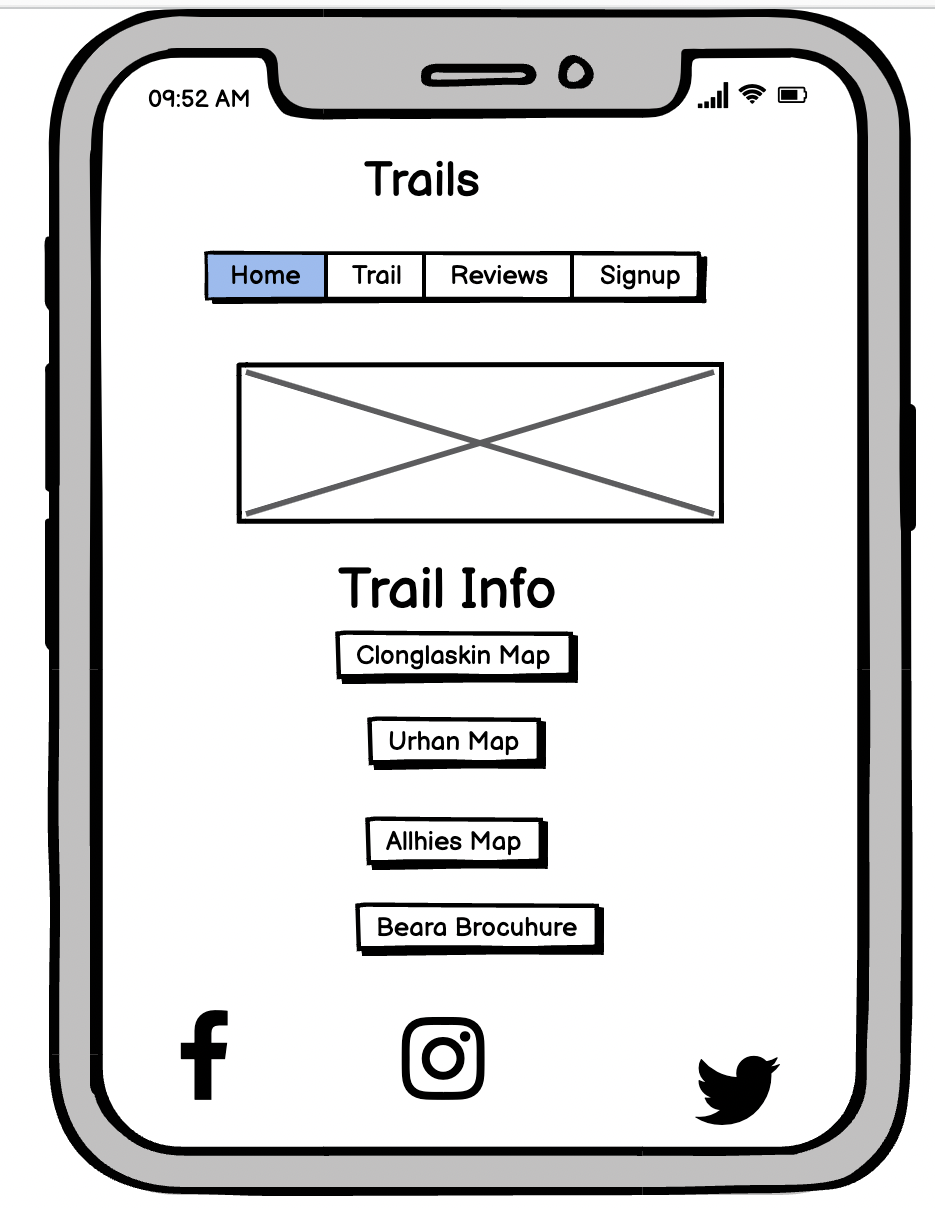 09:52 AM
Trails
Home Trail Reviews Signup
Trail Info
Clonglaskin Map
Urhan Map
Allhies Map
Beara Brocuhure